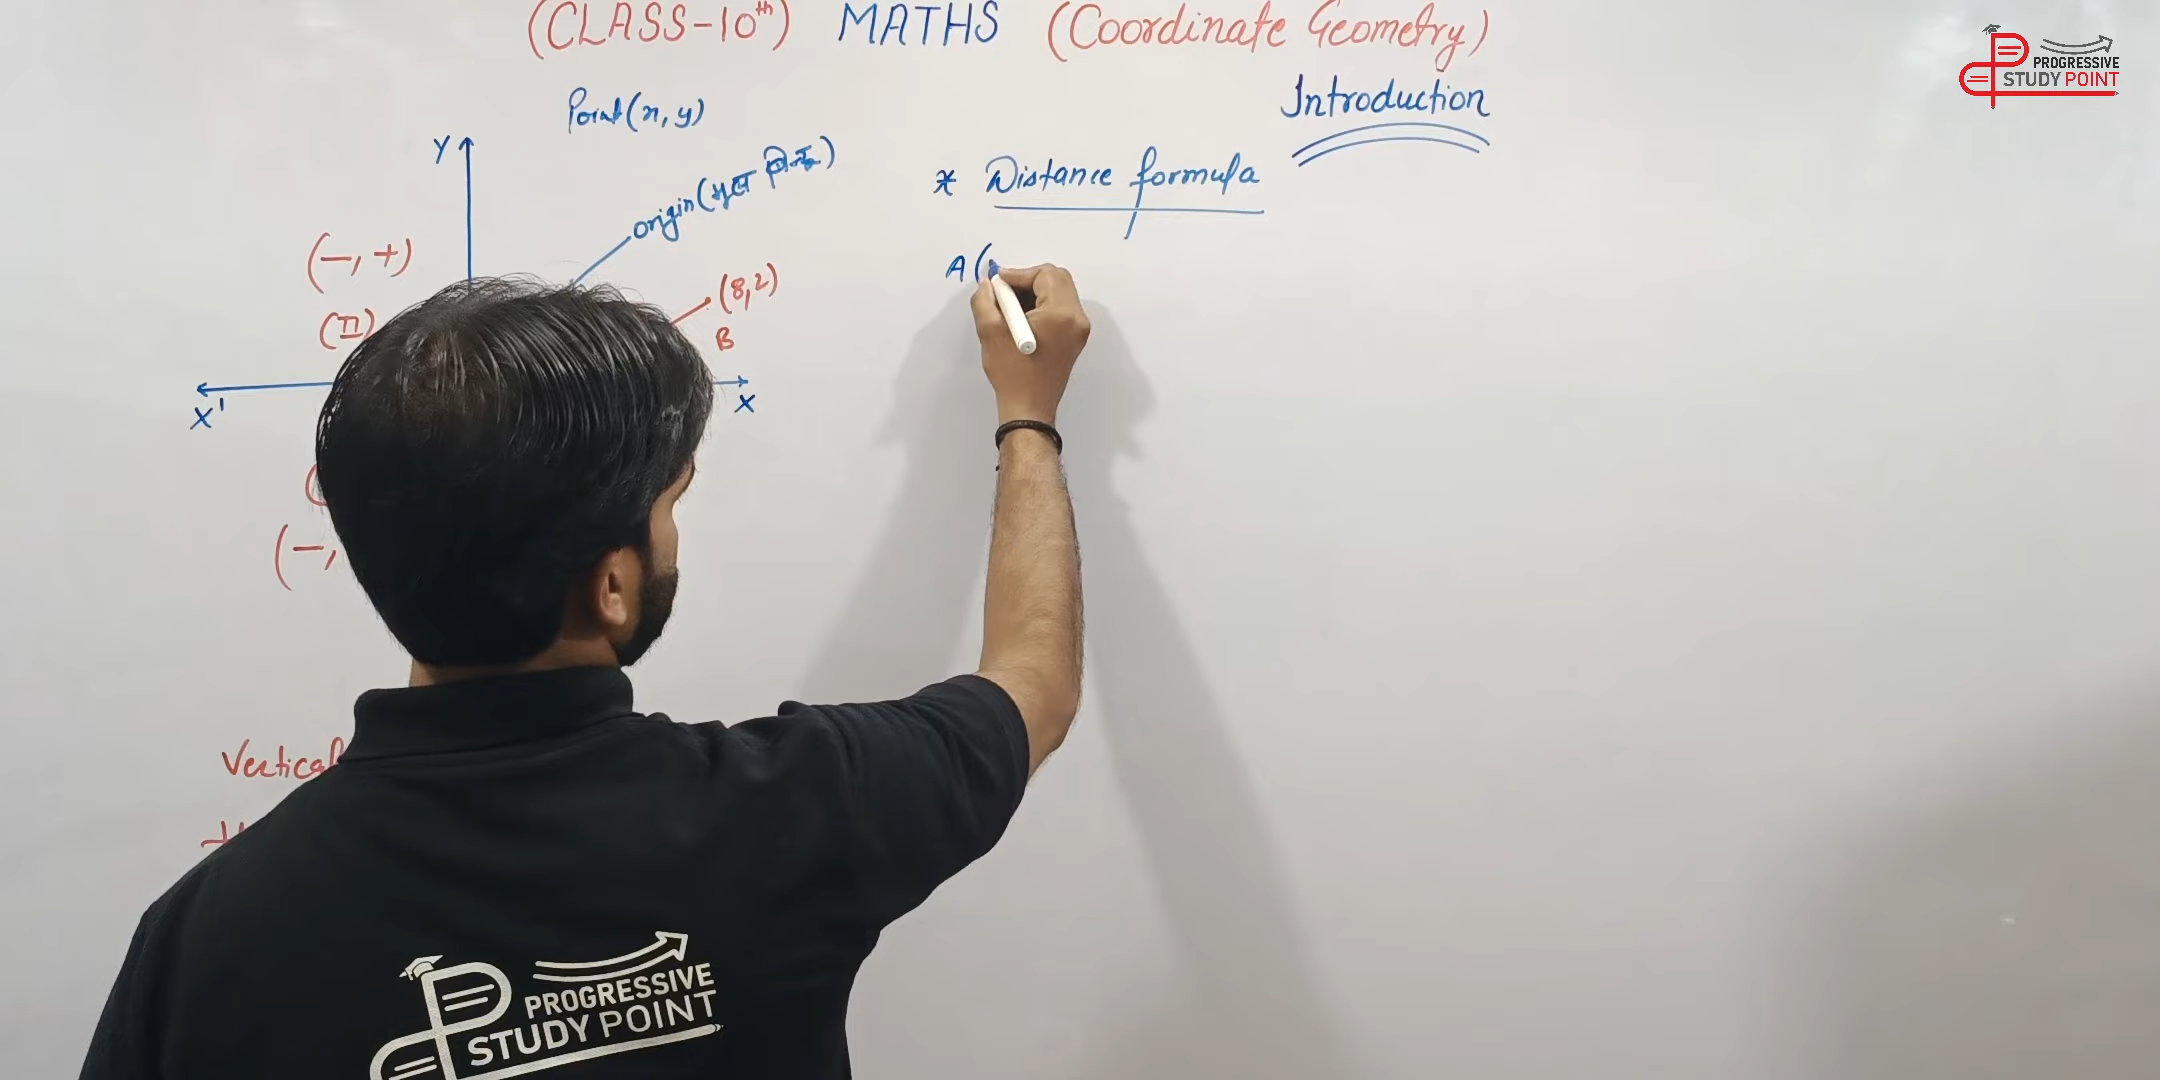 (CLASS-10th) MATHS (Coordinate Geometry)
Introduction
PROGRESSIVE
STUDY POINT
Point(x, y)
Y
origin(मूल बिन्दु)
* Distance formula
(-, +)
(II)
(8,2)
B
A(
X'
X
(
(-,
Vertical
PROGRESSIVE
STUDY POINT